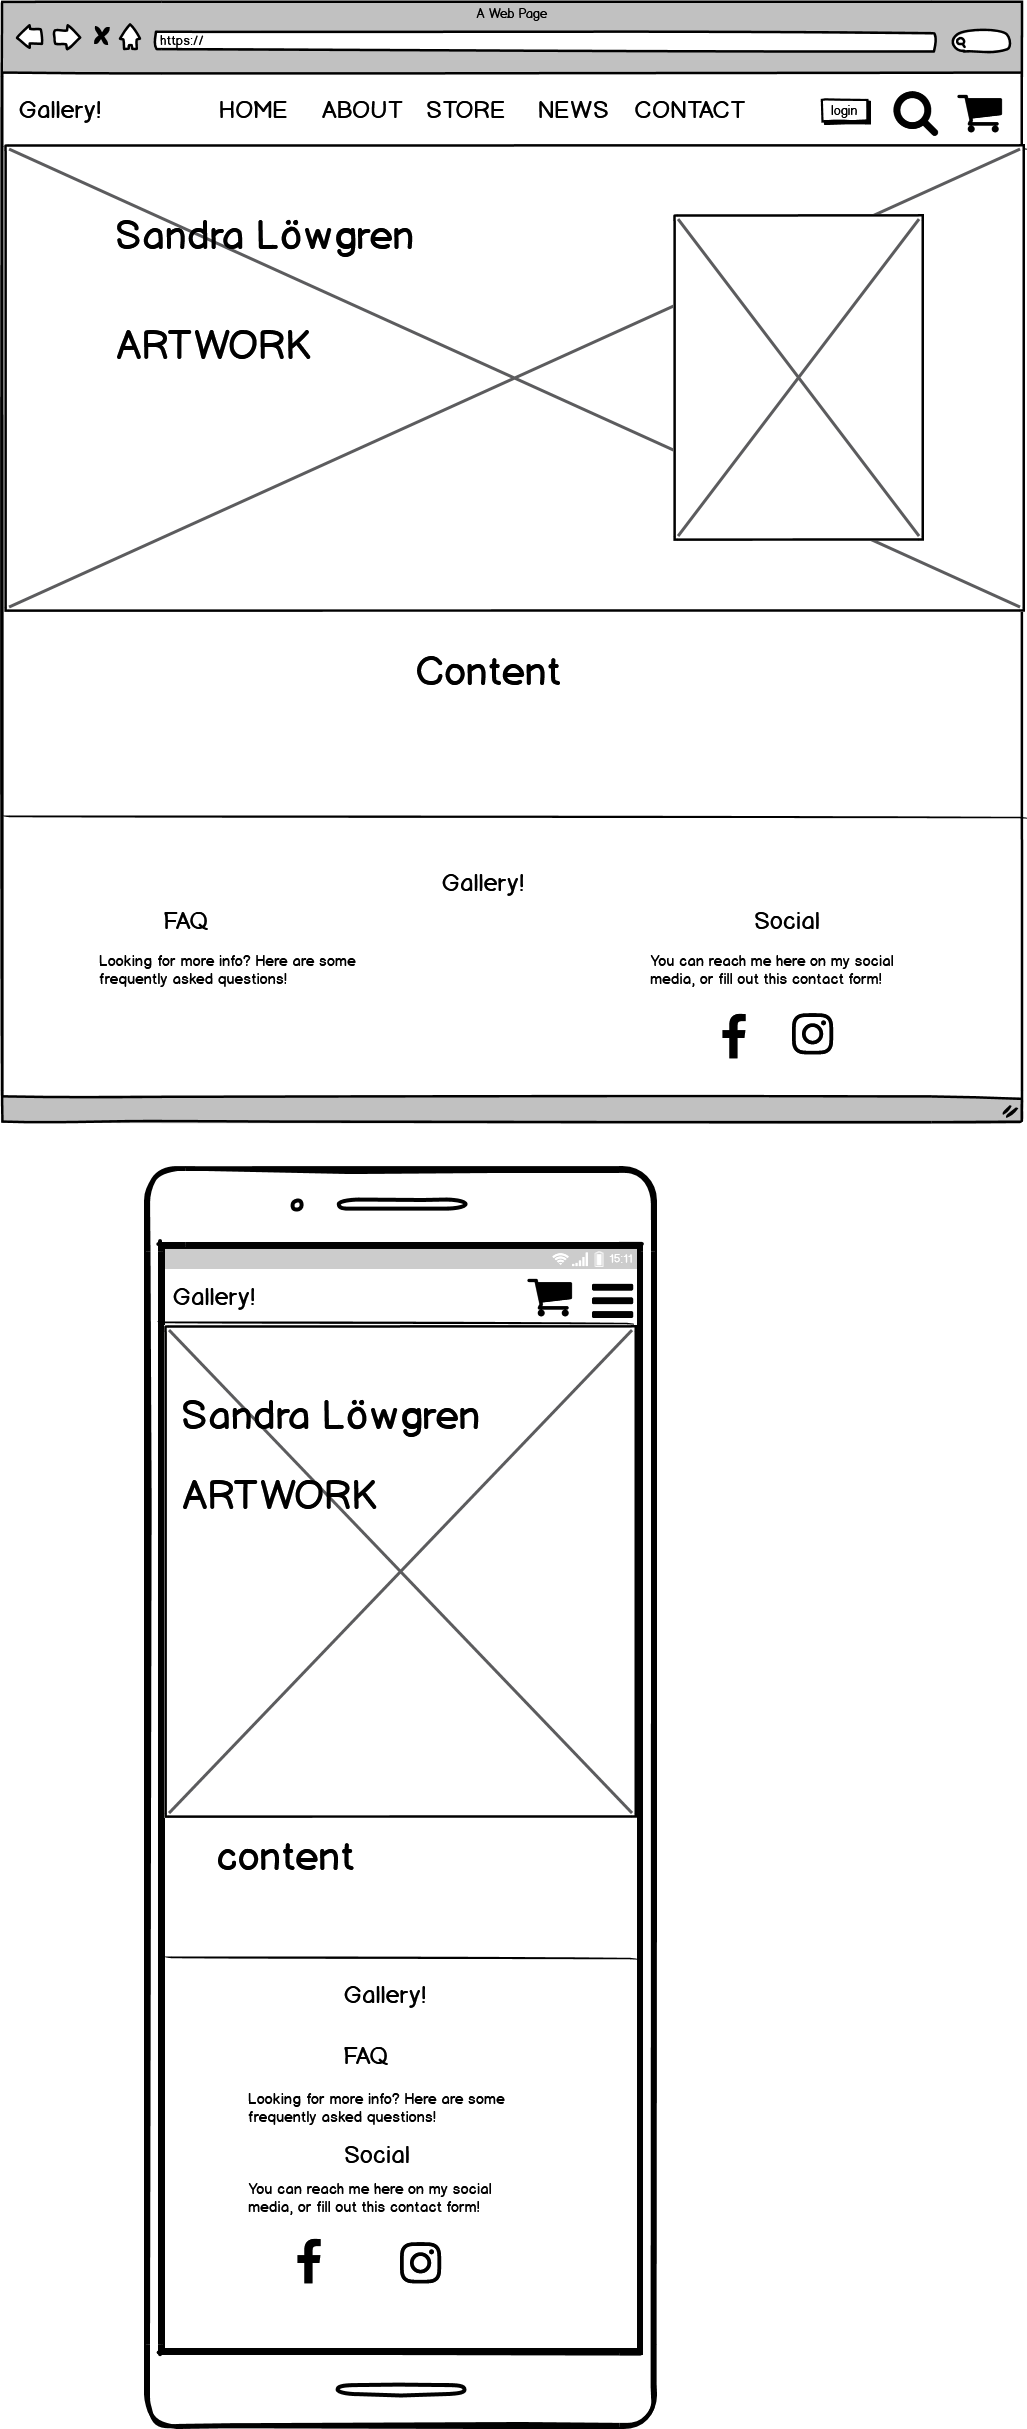 A Web Page
https://
Gallery!
HOME ABOUT STORE NEWS CONTACT
login
Sandra Löwgren
ARTWORK
Content
Gallery!
FAQ
Looking for more info? Here are some
frequently asked questions!
Social
You can reach me here on my social
media, or fill out this contact form!
15:11
Gallery!
Sandra Löwgren
ARTWORK
content
Gallery!
FAQ
Looking for more info? Here are some
frequently asked questions!
Social
You can reach me here on my social
media, or fill out this contact form!